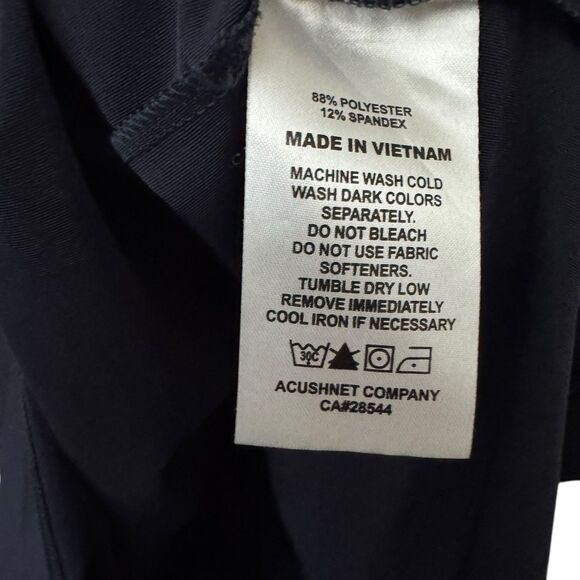 88% POLYESTER
12% SPANDEX
MADE IN VIETNAM
MACHINE WASH COLD
WASH DARK COLORS
SEPARATELY.
DO NOT BLEACH
DO NOT USE FABRIC
SOFTENERS.
TUMBLE DRY LOW
REMOVE IMMEDIATELY
COOL IRON IF NECESSARY
30C
ACUSHNET COMPANY
CA#28544